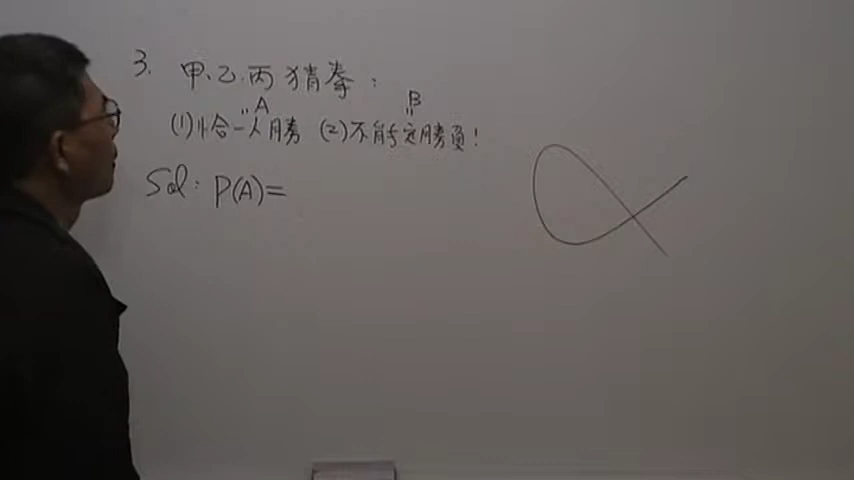 3. 甲、乙、丙猜拳:
A B
(1)恰一人勝 (2)不能定勝負!
Sol: P(A)=